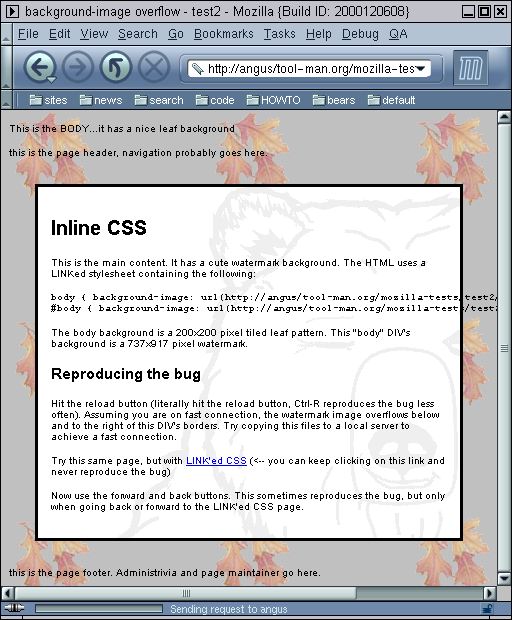 background-image overflow - test2 - Mozilla {Build ID: 2000120608}
File Edit View Search Go Bookmarks Tasks Help Debug QA
http://angus/tool-man.org/mozilla-tes
sites news search code HOWTO bears default
This is the BODY...it has a nice leaf background
this is the page header, navigation probably goes here.
Inline CSS
This is the main content. It has a cute watermark background. The HTML uses a
LINKed stylesheet containing the following:
body { background-image: url(http://angus/tool-man.org/mozilla-tests/test2/
#body { background-image: url(http://angus/tool-man.org/mozilla-tests/test2
The body background is a 200x200 pixel tiled leaf pattern. This "body" DIV's
background is a 737x917 pixel watermark.
Reproducing the bug
Hit the reload button (literally hit the reload button, Ctrl-R reproduces the bug less
often). Assuming you are on fast connection, the watermark image overflows below
and to the right of this DIV's borders. Try copying this files to a local server to
achieve a fast connection.
Try this same page, but with LINK'ed CSS (<-- you can keep clicking on this link and
never reproduce the bug)
Now use the forward and back buttons. This sometimes reproduces the bug, but only
when going back or forward to the LINK'ed CSS page.
this is the page footer. Administrivia and page maintainer go here.
Sending request to angus